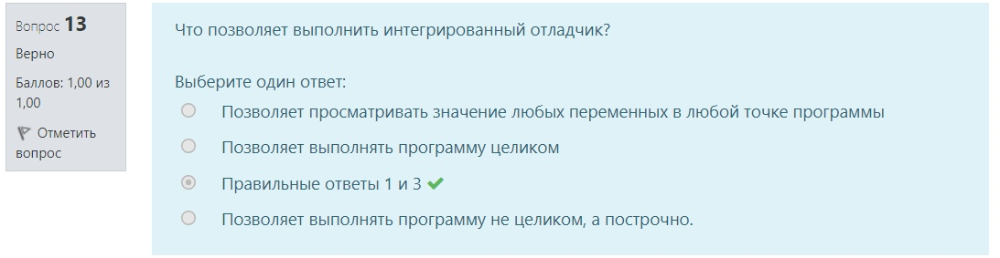 Вопрос 13
Верно
Баллов: 1,00 из
1,00
Отметить
вопрос
Что позволяет выполнить интегрированный отладчик?
Выберите один ответ:
Позволяет просматривать значение любых переменных в любой точке программы
Позволяет выполнять программу целиком
Правильные ответы 1 и 3
Позволяет выполнять программу не целиком, а построчно.